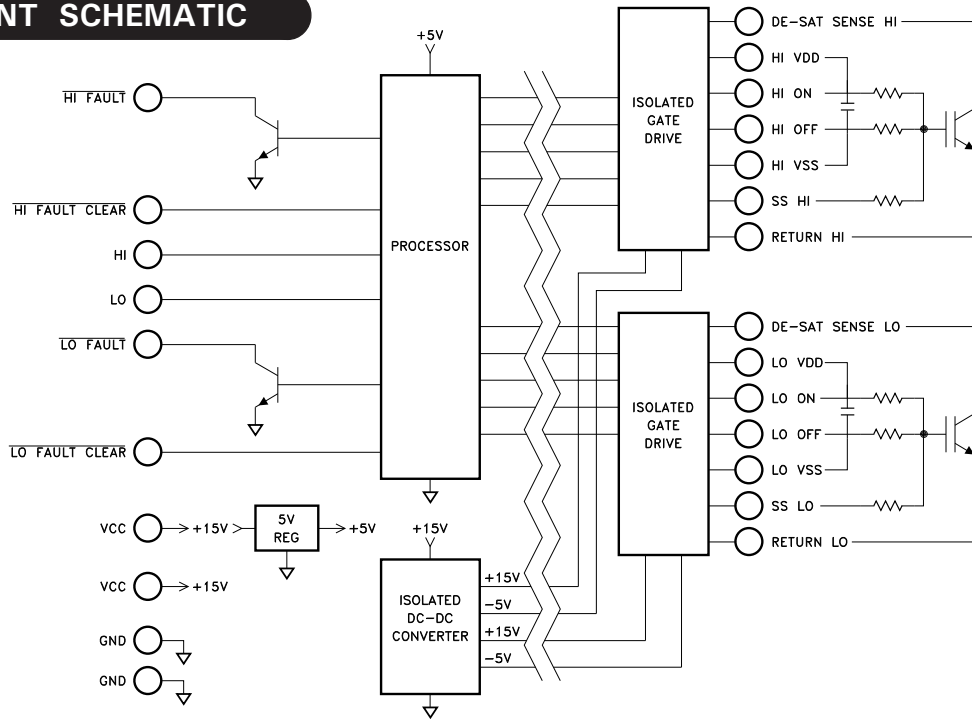 NT SCHEMATIC
HI FAULT
HI FAULT CLEAR
HI
LO
LO FAULT
LO FAULT CLEAR
VCC
+15V
5V
REG
+5V
VCC
+15V
GND
GND
+5V
PROCESSOR
+15V
ISOLATED
DC-DC
CONVERTER
+15V
-5V
+15V
-5V
ISOLATED
GATE
DRIVE
DE-SAT SENSE HI
HI VDD
HI ON
HI OFF
HI VSS
SS HI
RETURN HI
ISOLATED
GATE
DRIVE
DE-SAT SENSE LO
LO VDD
LO ON
LO OFF
LO VSS
SS LO
RETURN LO